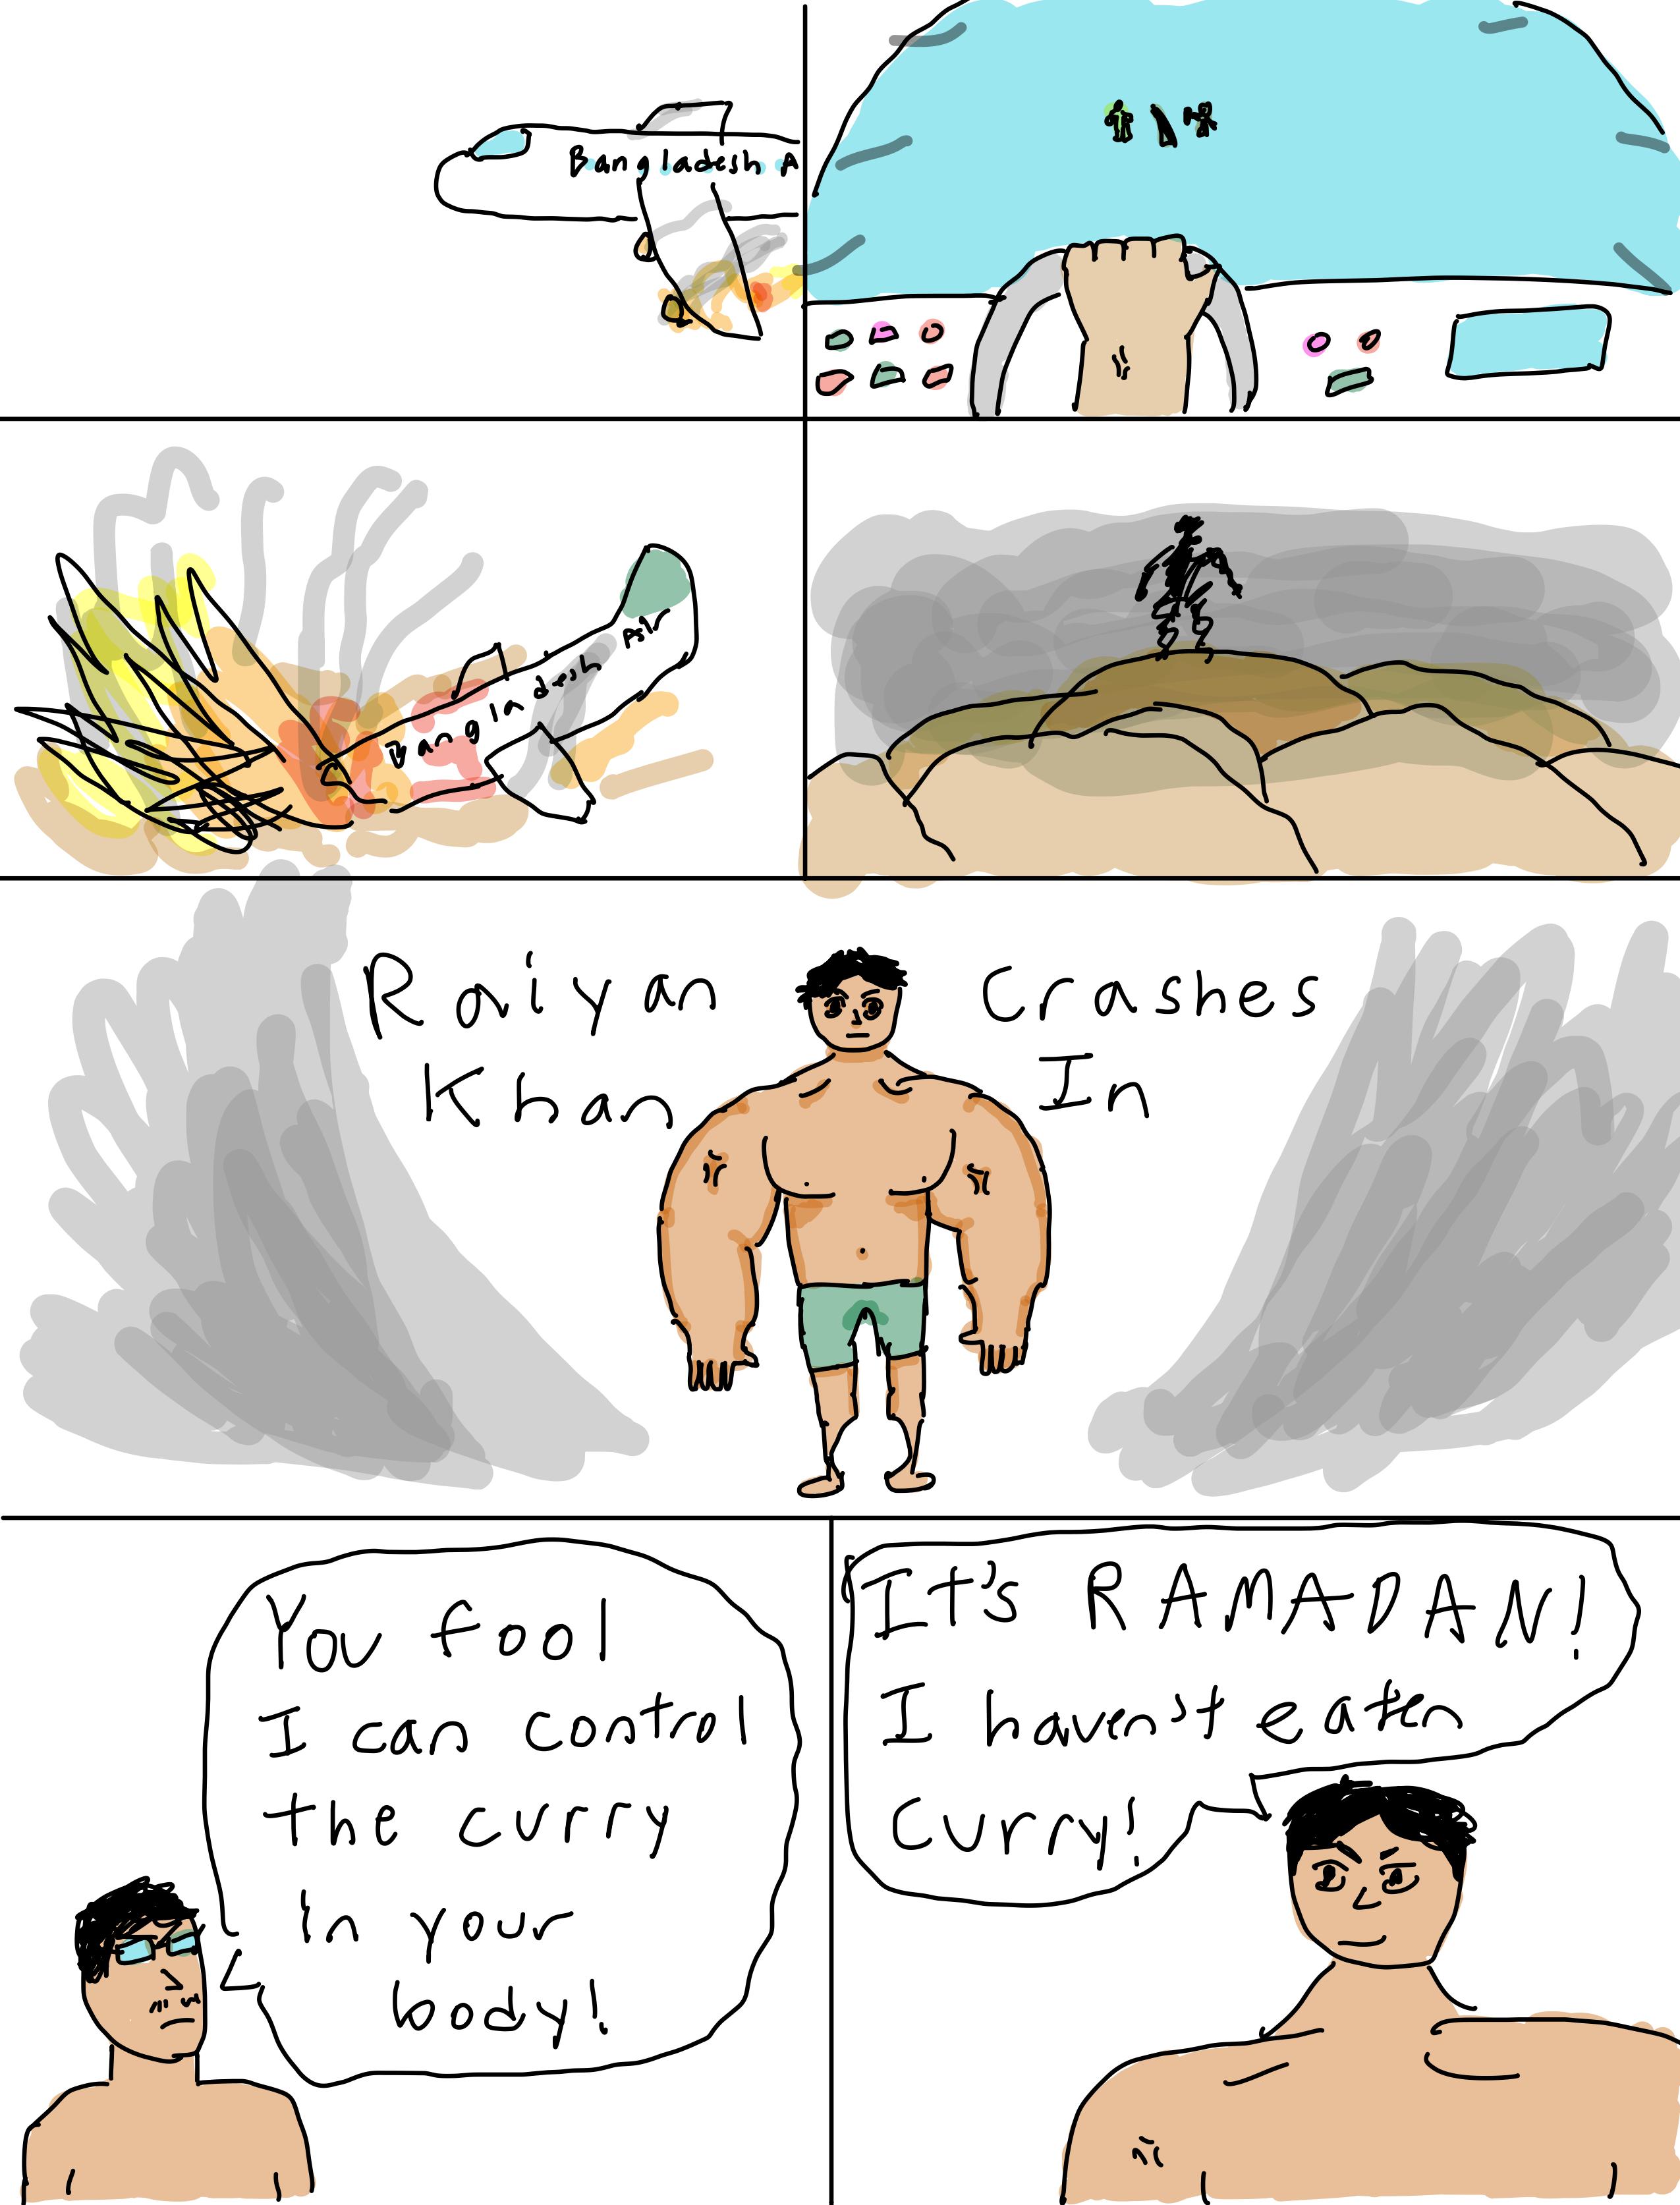 Bangladesh A
Bangladesh Air
Raiyan Crashes
Khan In
You fool
I can control
the curry
in your
body!
It's RAMADAN!
I haven't eaten
Curry!